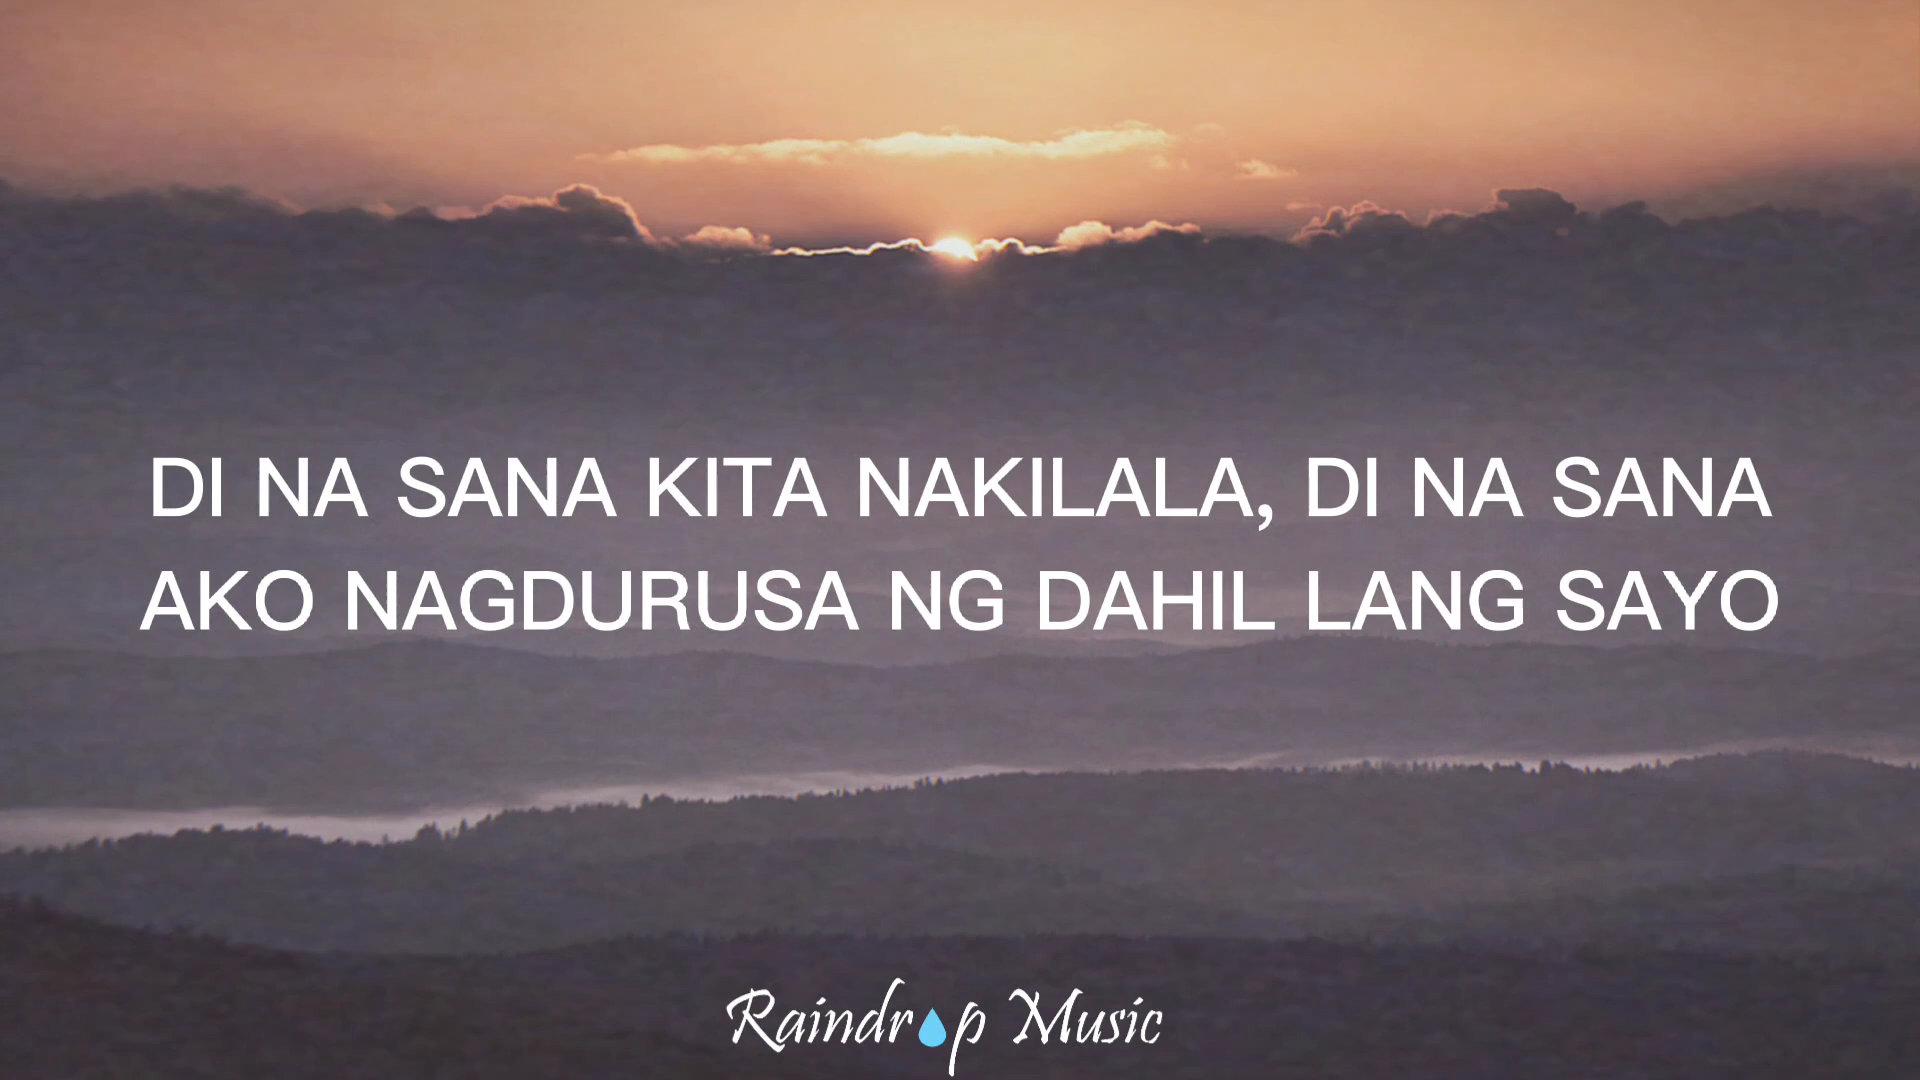 DI NA SANA KITA NAKILALA, DI NA SANA
AKO NAGDURUSA NG DAHIL LANG SAYO
Raindrop Music